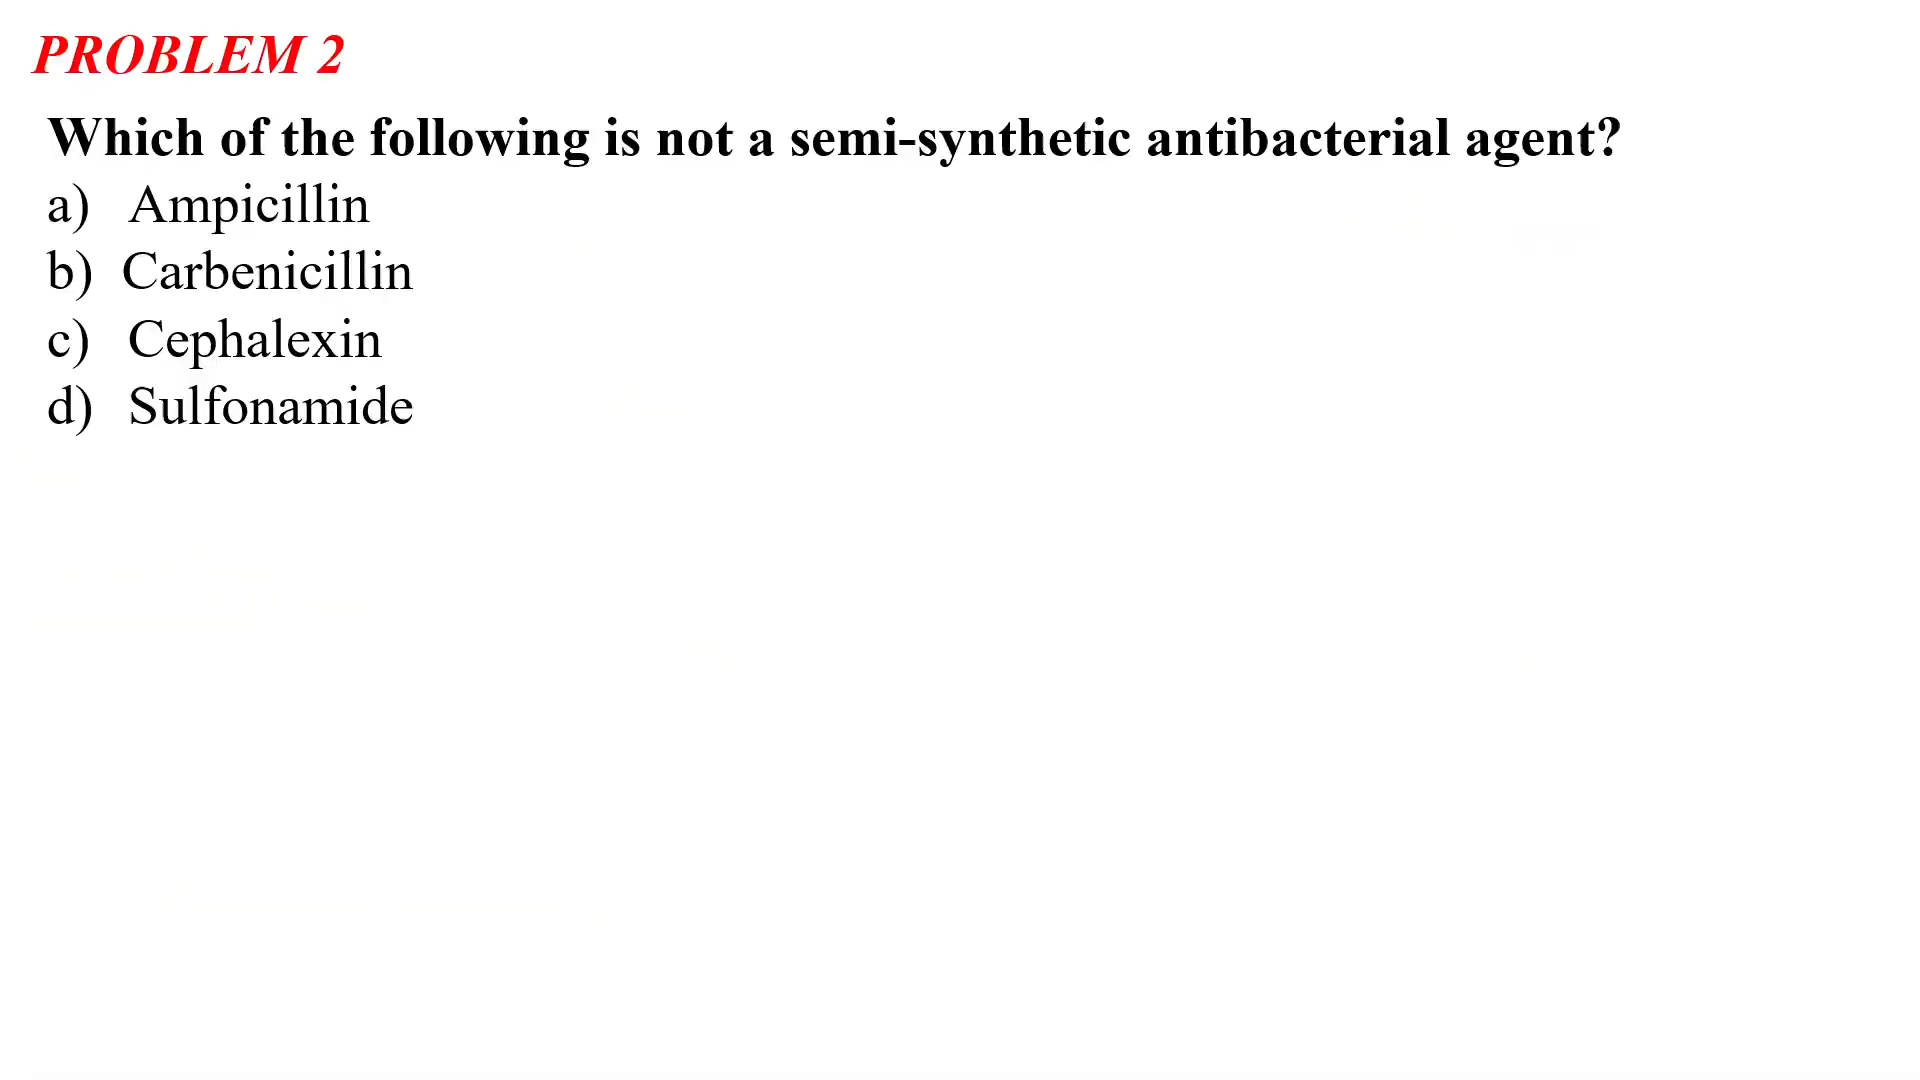 PROBLEM 2
Which of the following is not a semi-synthetic antibacterial agent?
a) Ampicillin
b) Carbenicillin
c) Cephalexin
d) Sulfonamide